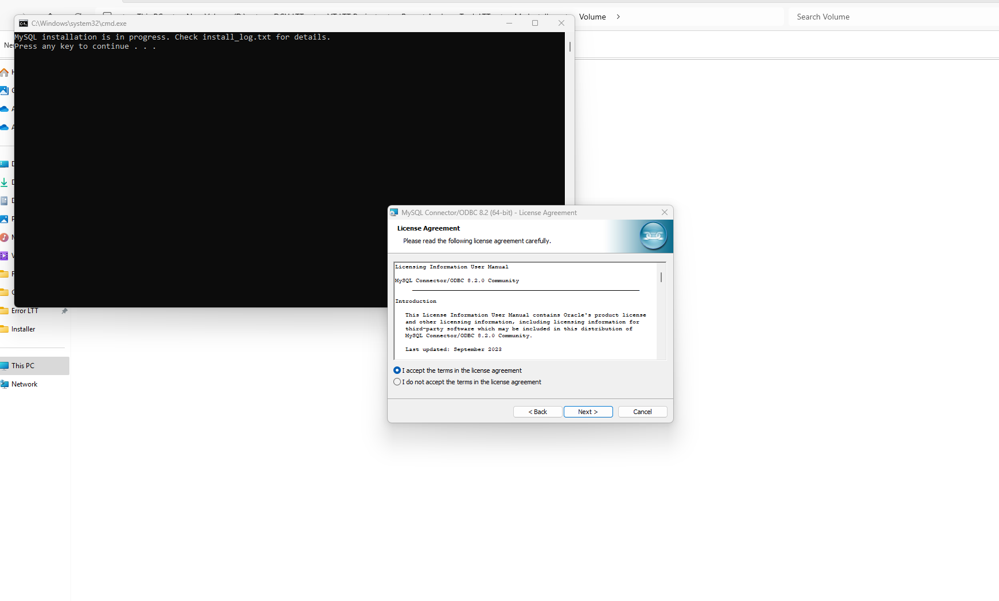 Volume
Search Volume
C:\Windows\system32\cmd.exe
MySQL installation is in progress. Check install_log.txt for details.
Press any key to continue . . .
Error LTT
Installer
This PC
Network
MySQL Connector/ODBC 8.2 (64-bit) - License Agreement
License Agreement
Please read the following license agreement carefully.
Licensing Information User Manual
MySQL Connector/ODBC 8.2.0 Community
Introduction
This License Information User Manual contains Oracle's product license
and other licensing information, including licensing information for
third-party software which may be included in this distribution of
MySQL Connector/ODBC 8.2.0 Community.
Last updated: September 2023
I accept the terms in the license agreement
I do not accept the terms in the license agreement
< Back
Next >
Cancel